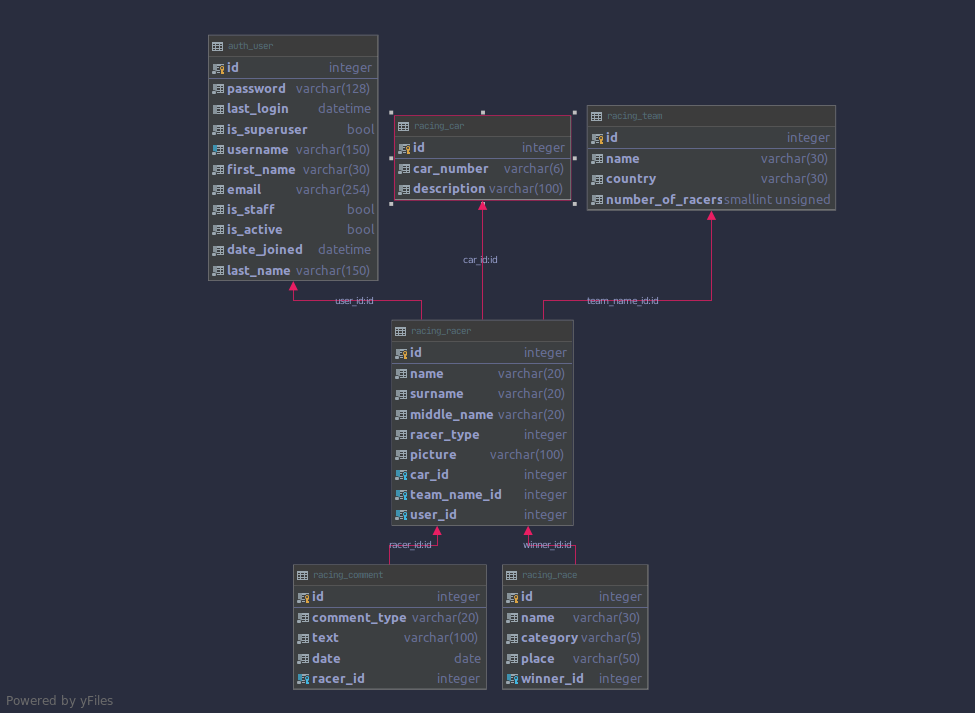 auth_user
id integer
password varchar(128)
last_login datetime
is_superuser bool
username varchar(150)
first_name varchar(30)
email varchar(254)
is_staff bool
is_active bool
date_joined datetime
last_name varchar(150)
racing_car
id integer
car_number varchar(6)
description varchar(100)
racing_team
id integer
name varchar(30)
country varchar(30)
number_of_racers smallint unsigned
car_id:id
user_id:id
team_name_id:id
racing_racer
id integer
name varchar(20)
surname varchar(20)
middle_name varchar(20)
racer_type integer
picture varchar(100)
car_id integer
team_name_id integer
user_id integer
racer_id:id
winner_id:id
racing_comment
id integer
comment_type varchar(20)
text varchar(100)
date date
racer_id integer
racing_race
id integer
name varchar(30)
category varchar(5)
place varchar(50)
winner_id integer
Powered by yFiles